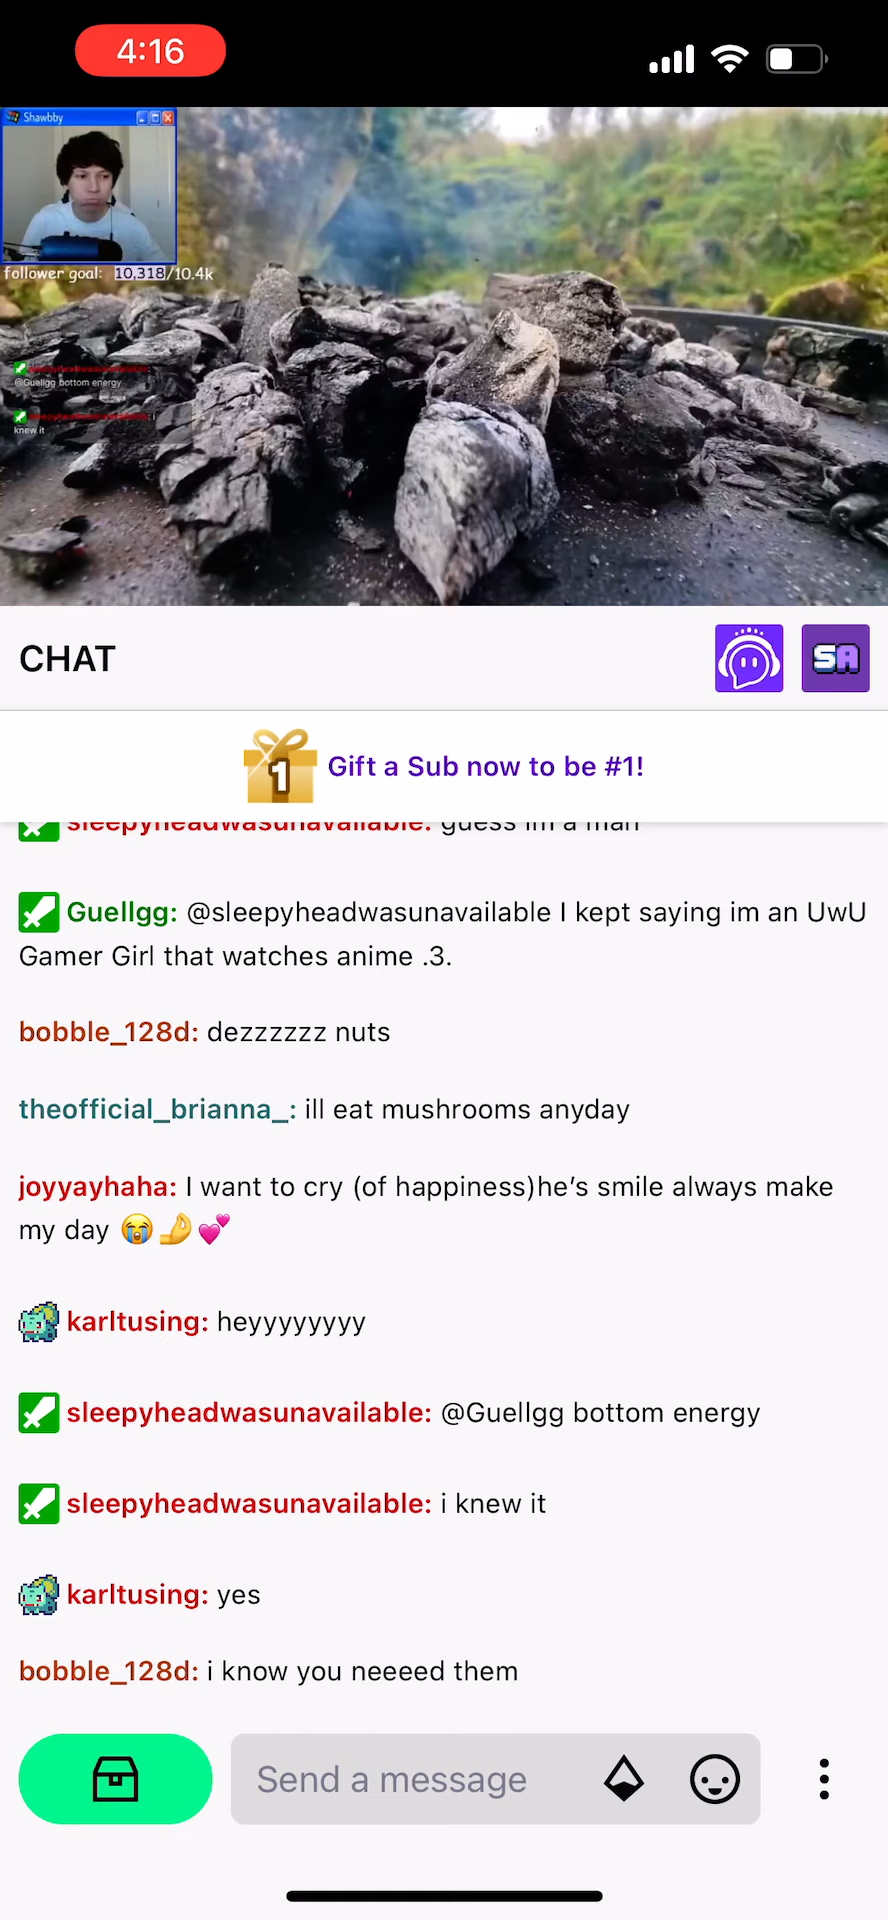 4:16
Shawbby
follower goal: 10,318/10.4k
@Guellgg bottom energy
i
knew it
CHAT
SA
1 Gift a Sub now to be #1!
sleepyheadwasunavailable: guess im a man
Guellgg: @sleepyheadwasunavailable I kept saying im an UwU
Gamer Girl that watches anime .3.
bobble_128d: dezzzzzz nuts
theofficial_brianna_: ill eat mushrooms anyday
joyyayhaha: I want to cry (of happiness)he’s smile always make
my day 😭🤌💕
karltusing: heyyyyyyyy
sleepyheadwasunavailable: @Guellgg bottom energy
sleepyheadwasunavailable: i knew it
karltusing: yes
bobble_128d: i know you neeeed them
Send a message